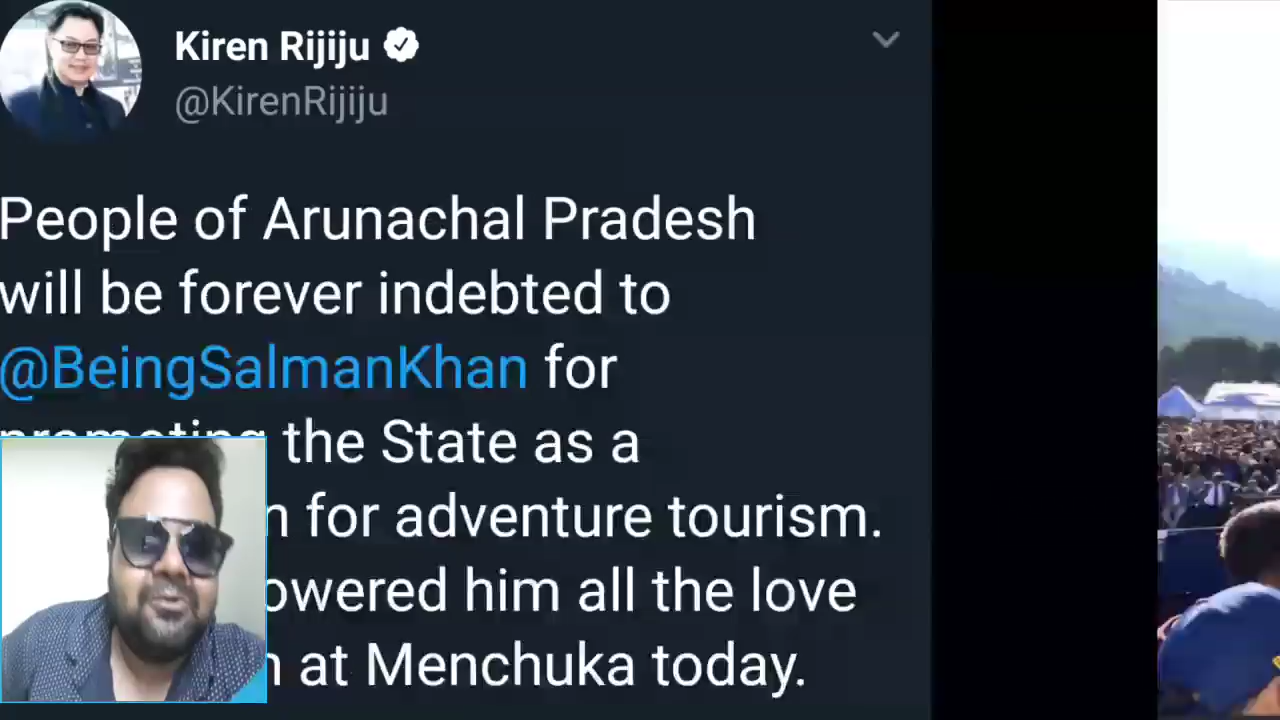 Kiren Rijiju
@KirenRijiju
People of Arunachal Pradesh
will be forever indebted to
@BeingSalmanKhan for
promoting the State as a
n for adventure tourism.
owered him all the love
at Menchuka today.